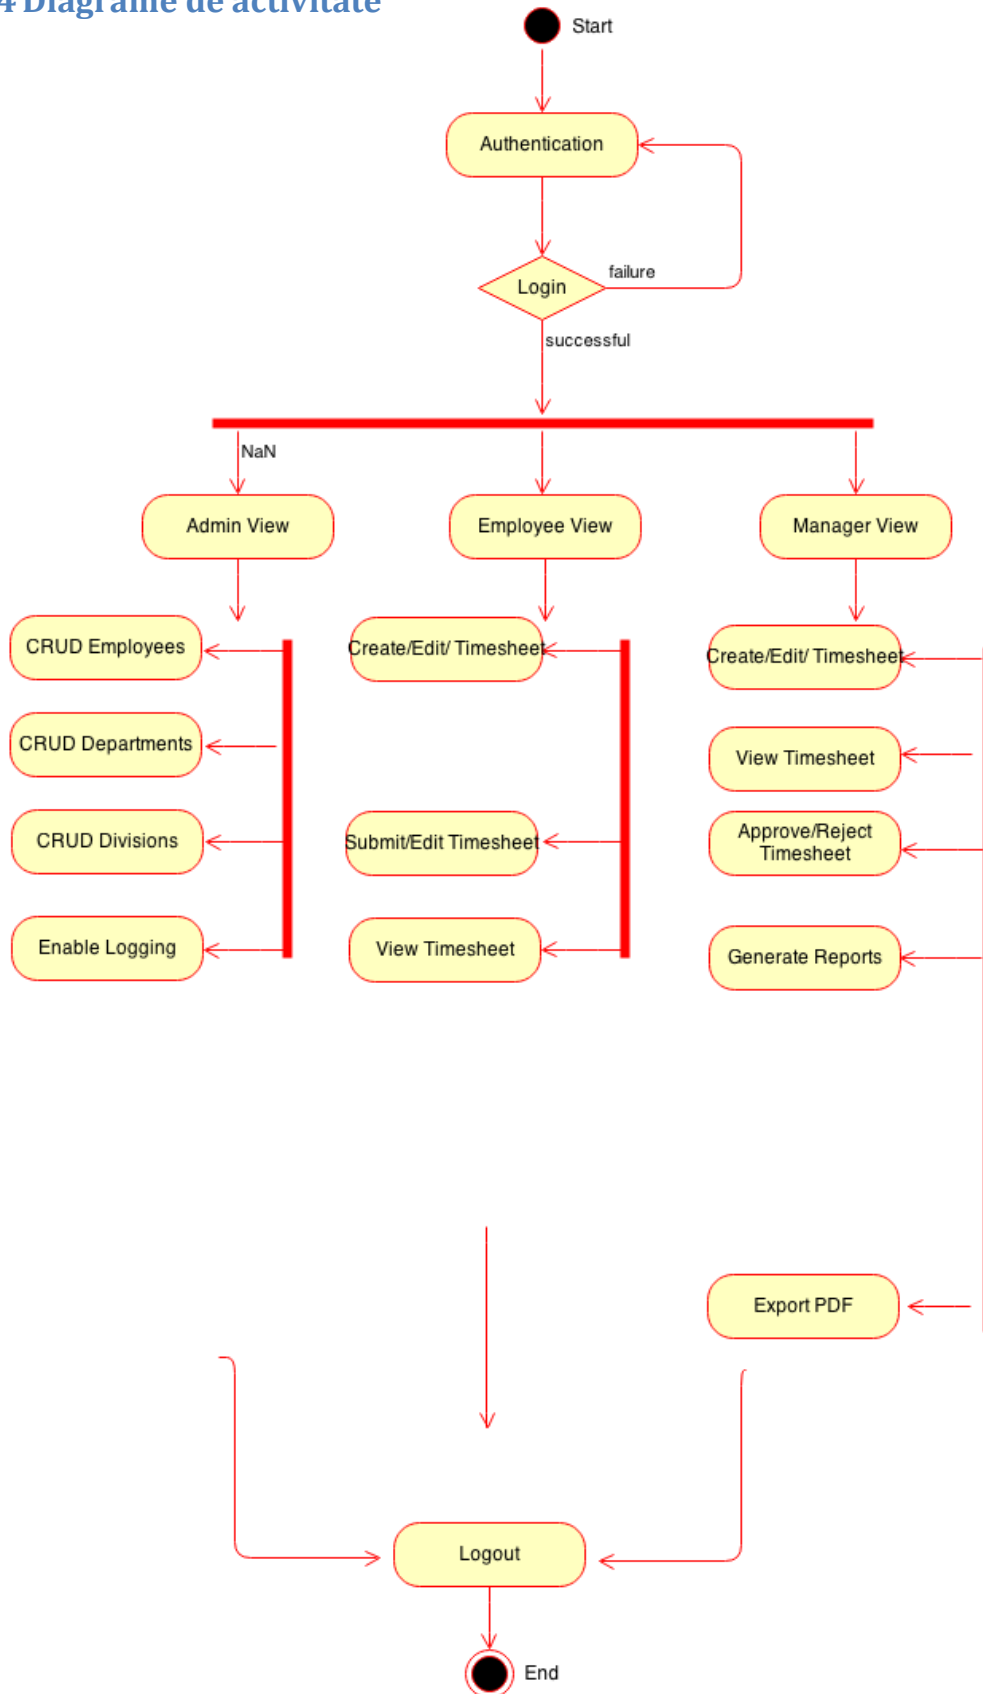 4 Diagrame de activitate
Start
Authentication
Login
failure
successful
NaN
Admin View
Employee View
Manager View
CRUD Employees
Create/Edit/ Timesheet
Create/Edit/ Timesheet
CRUD Departments
View Timesheet
CRUD Divisions
Submit/Edit Timesheet
Approve/Reject
Timesheet
Enable Logging
View Timesheet
Generate Reports
Export PDF
Logout
End